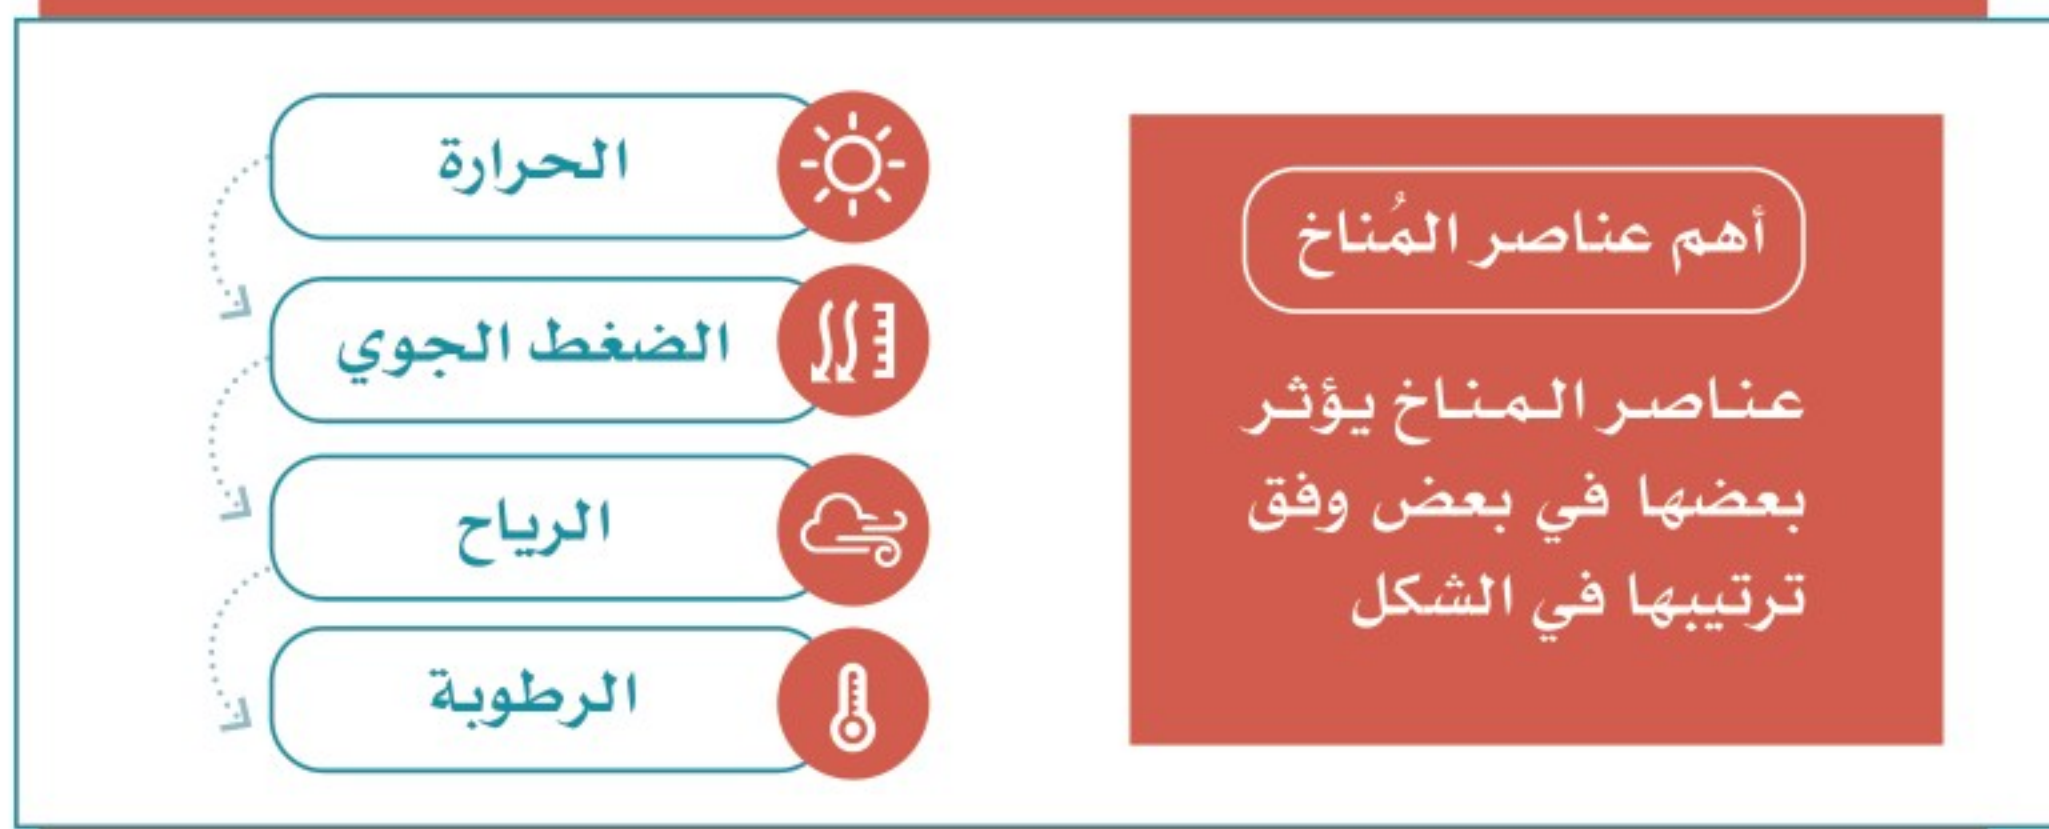 أهم عناصر المُناخ
عناصر المناخ يؤثر
بعضها في بعض وفق
ترتيبها في الشكل
الحرارة
الضغط الجوي
الرياح
الرطوبة